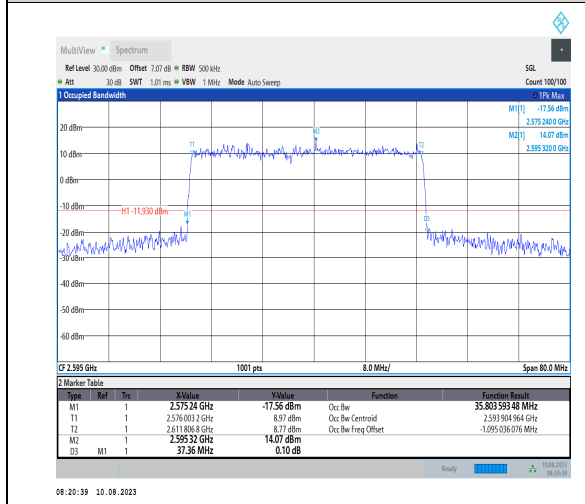 MultiView Spectrum
Ref Level 30.00 dBm Offset 7.07 dB RBW 500 kHz SGL
Att 30 dB SWT 1.01 ms VBW 1 MHz Mode Auto Sweep Count 100/100
1 Occupied Bandwidth 1Pk Max
M1[1] -17.56 dBm
2.575 240 0 GHz
M2[1] 14.07 dBm
2.595 320 0 GHz
20 dBm
M2
T1
T2
10 dBm
0 dBm
-10 dBm
H1 -11.930 dBm
M1
D3
-20 dBm
-30 dBm
-40 dBm
-50 dBm
-60 dBm
CF 2.595 GHz 1001 pts 8.0 MHz/ Span 80.0 MHz
2 Marker Table
Type Ref Trc X-Value Y-Value Function Function Result
M1 1 2.575 24 GHz -17.56 dBm Occ Bw 35.803 593 48 MHz
T1 1 2.576 003 2 GHz 8.97 dBm Occ Bw Centroid 2.593 904 964 GHz
T2 1 2.611 806 8 GHz 8.77 dBm Occ Bw Freq Offset -1.095 036 076 MHz
M2 1 2.595 32 GHz 14.07 dBm
D3 M1 1 37.36 MHz 0.10 dB
Ready 10.08.2023
08:20:38
08:20:39 10.08.2023